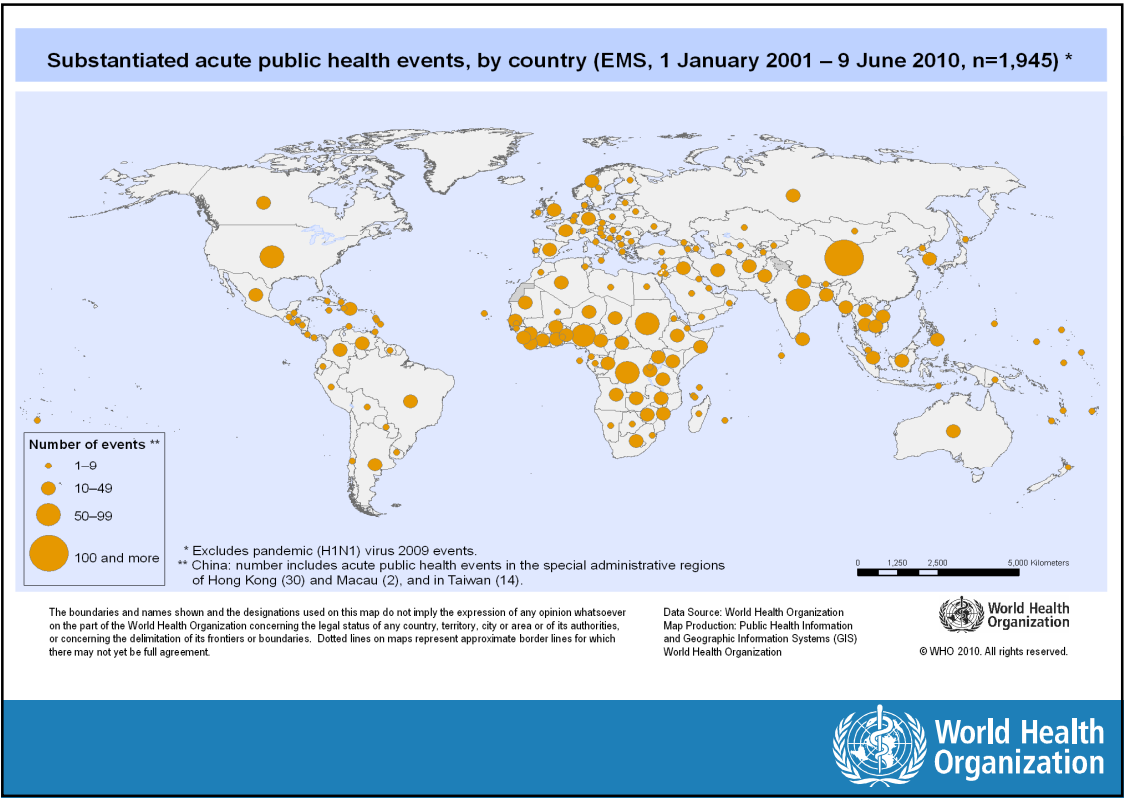 Substantiated acute public health events, by country (EMS, 1 January 2001 – 9 June 2010, n=1,945) *
Number of events **
1–9
10–49
50–99
100 and more
* Excludes pandemic (H1N1) virus 2009 events.
** China: number includes acute public health events in the special administrative regions
of Hong Kong (30) and Macau (2), and in Taiwan (14).
0 1,250 2,500 5,000 Kilometers
The boundaries and names shown and the designations used on this map do not imply the expression of any opinion whatsoever
on the part of the World Health Organization concerning the legal status of any country, territory, city or area or of its authorities,
or concerning the delimitation of its frontiers or boundaries. Dotted lines on maps represent approximate border lines for which
there may not yet be full agreement.
Data Source: World Health Organization
Map Production: Public Health Information
and Geographic Information Systems (GIS)
World Health Organization
World Health
Organization
© WHO 2010. All rights reserved.
World Health
Organization